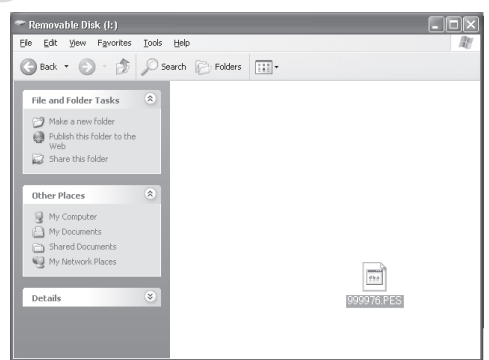 Removable Disk (I:)
File Edit View Favorites Tools Help
Back Search Folders
File and Folder Tasks
Make a new folder
Publish this folder to the
Web
Share this folder
Other Places
My Computer
My Documents
Shared Documents
My Network Places
Details
999976.PES